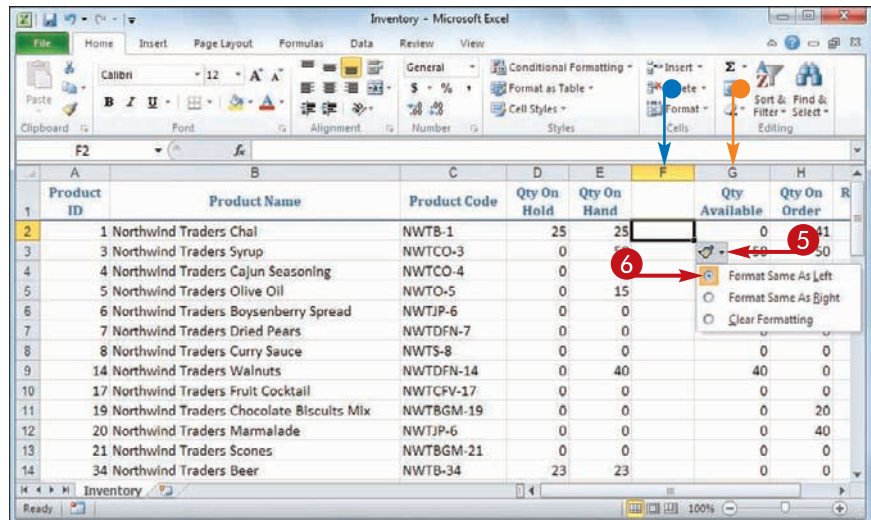 Inventory - Microsoft Excel
File Home Insert Page Layout Formulas Data Review View
Calibri 12 A A General Conditional Formatting Insert Σ
Paste B I U A $ % , Format as Table ete Sort & Find &
Cell Styles Format Filter Select
Clipboard Font Alignment Number Styles Cells Editing
F2 fx
A B C D E F G H
1 Product ID Product Name Product Code Qty On Hold Qty On Hand Qty Available Qty On Order R
2 1 Northwind Traders Chai NWTB-1 25 25 0 41
3 3 Northwind Traders Syrup NWTCO-3 0 50 5
4 4 Northwind Traders Cajun Seasoning NWTCO-4 0 6 Format Same As Left
5 5 Northwind Traders Olive Oil NWTO-5 0 15 Format Same As Right
6 6 Northwind Traders Boysenberry Spread NWTJP-6 0 0 Clear Formatting
7 7 Northwind Traders Dried Pears NWTDFN-7 0 0
8 8 Northwind Traders Curry Sauce NWTS-8 0 0 0 0
9 14 Northwind Traders Walnuts NWTDFN-14 0 40 40 0
10 17 Northwind Traders Fruit Cocktail NWTCFV-17 0 0 0 0
11 19 Northwind Traders Chocolate Biscuits Mix NWTBGM-19 0 0 0 20
12 20 Northwind Traders Marmalade NWTJP-6 0 0 0 40
13 21 Northwind Traders Scones NWTBGM-21 0 0 0 0
14 34 Northwind Traders Beer NWTB-34 23 23 0 0
Inventory
Ready 100%